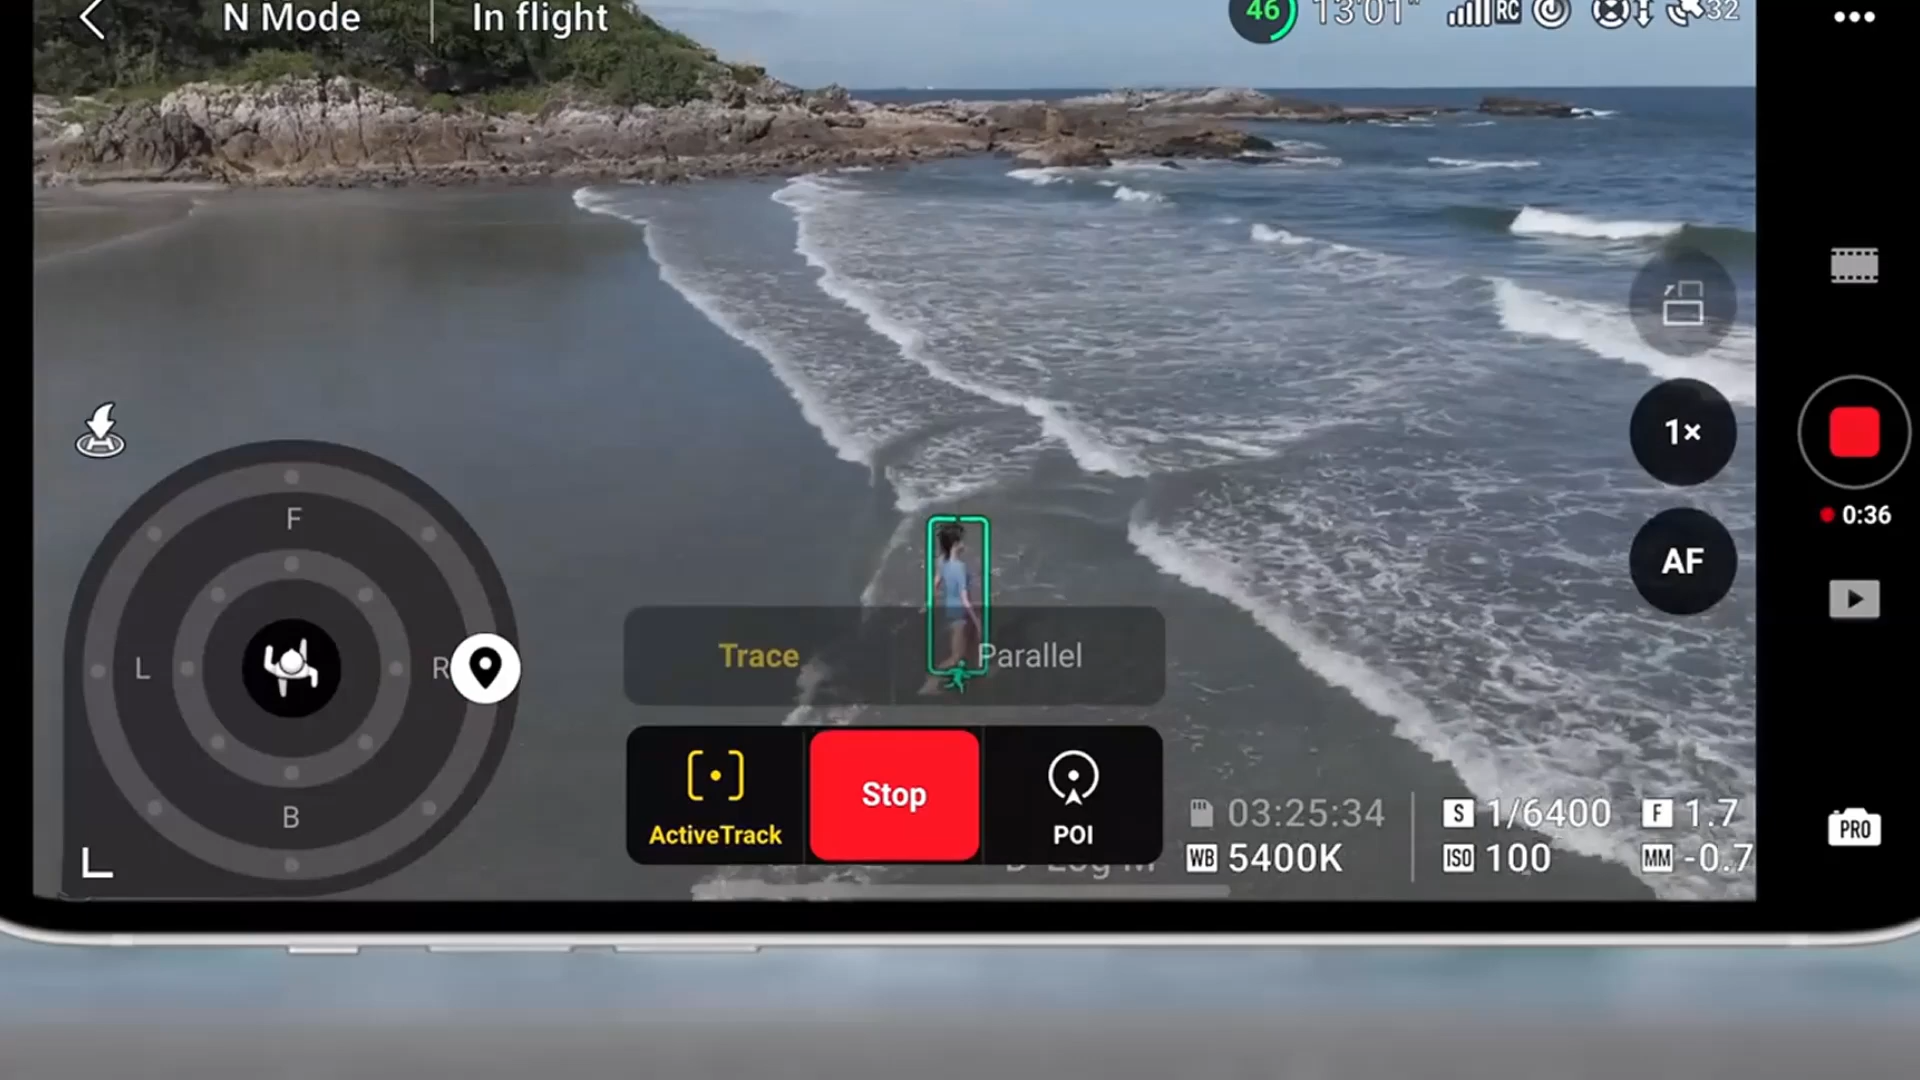 N Mode In flight
46 13'01" RC 32
1×
0:36
AF
F
L R
B
Trace Parallel
ActiveTrack Stop POI
03:25:34 S 1/6400 F 1.7
WB 5400K ISO 100 MM -0.7
PRO
D-Log M